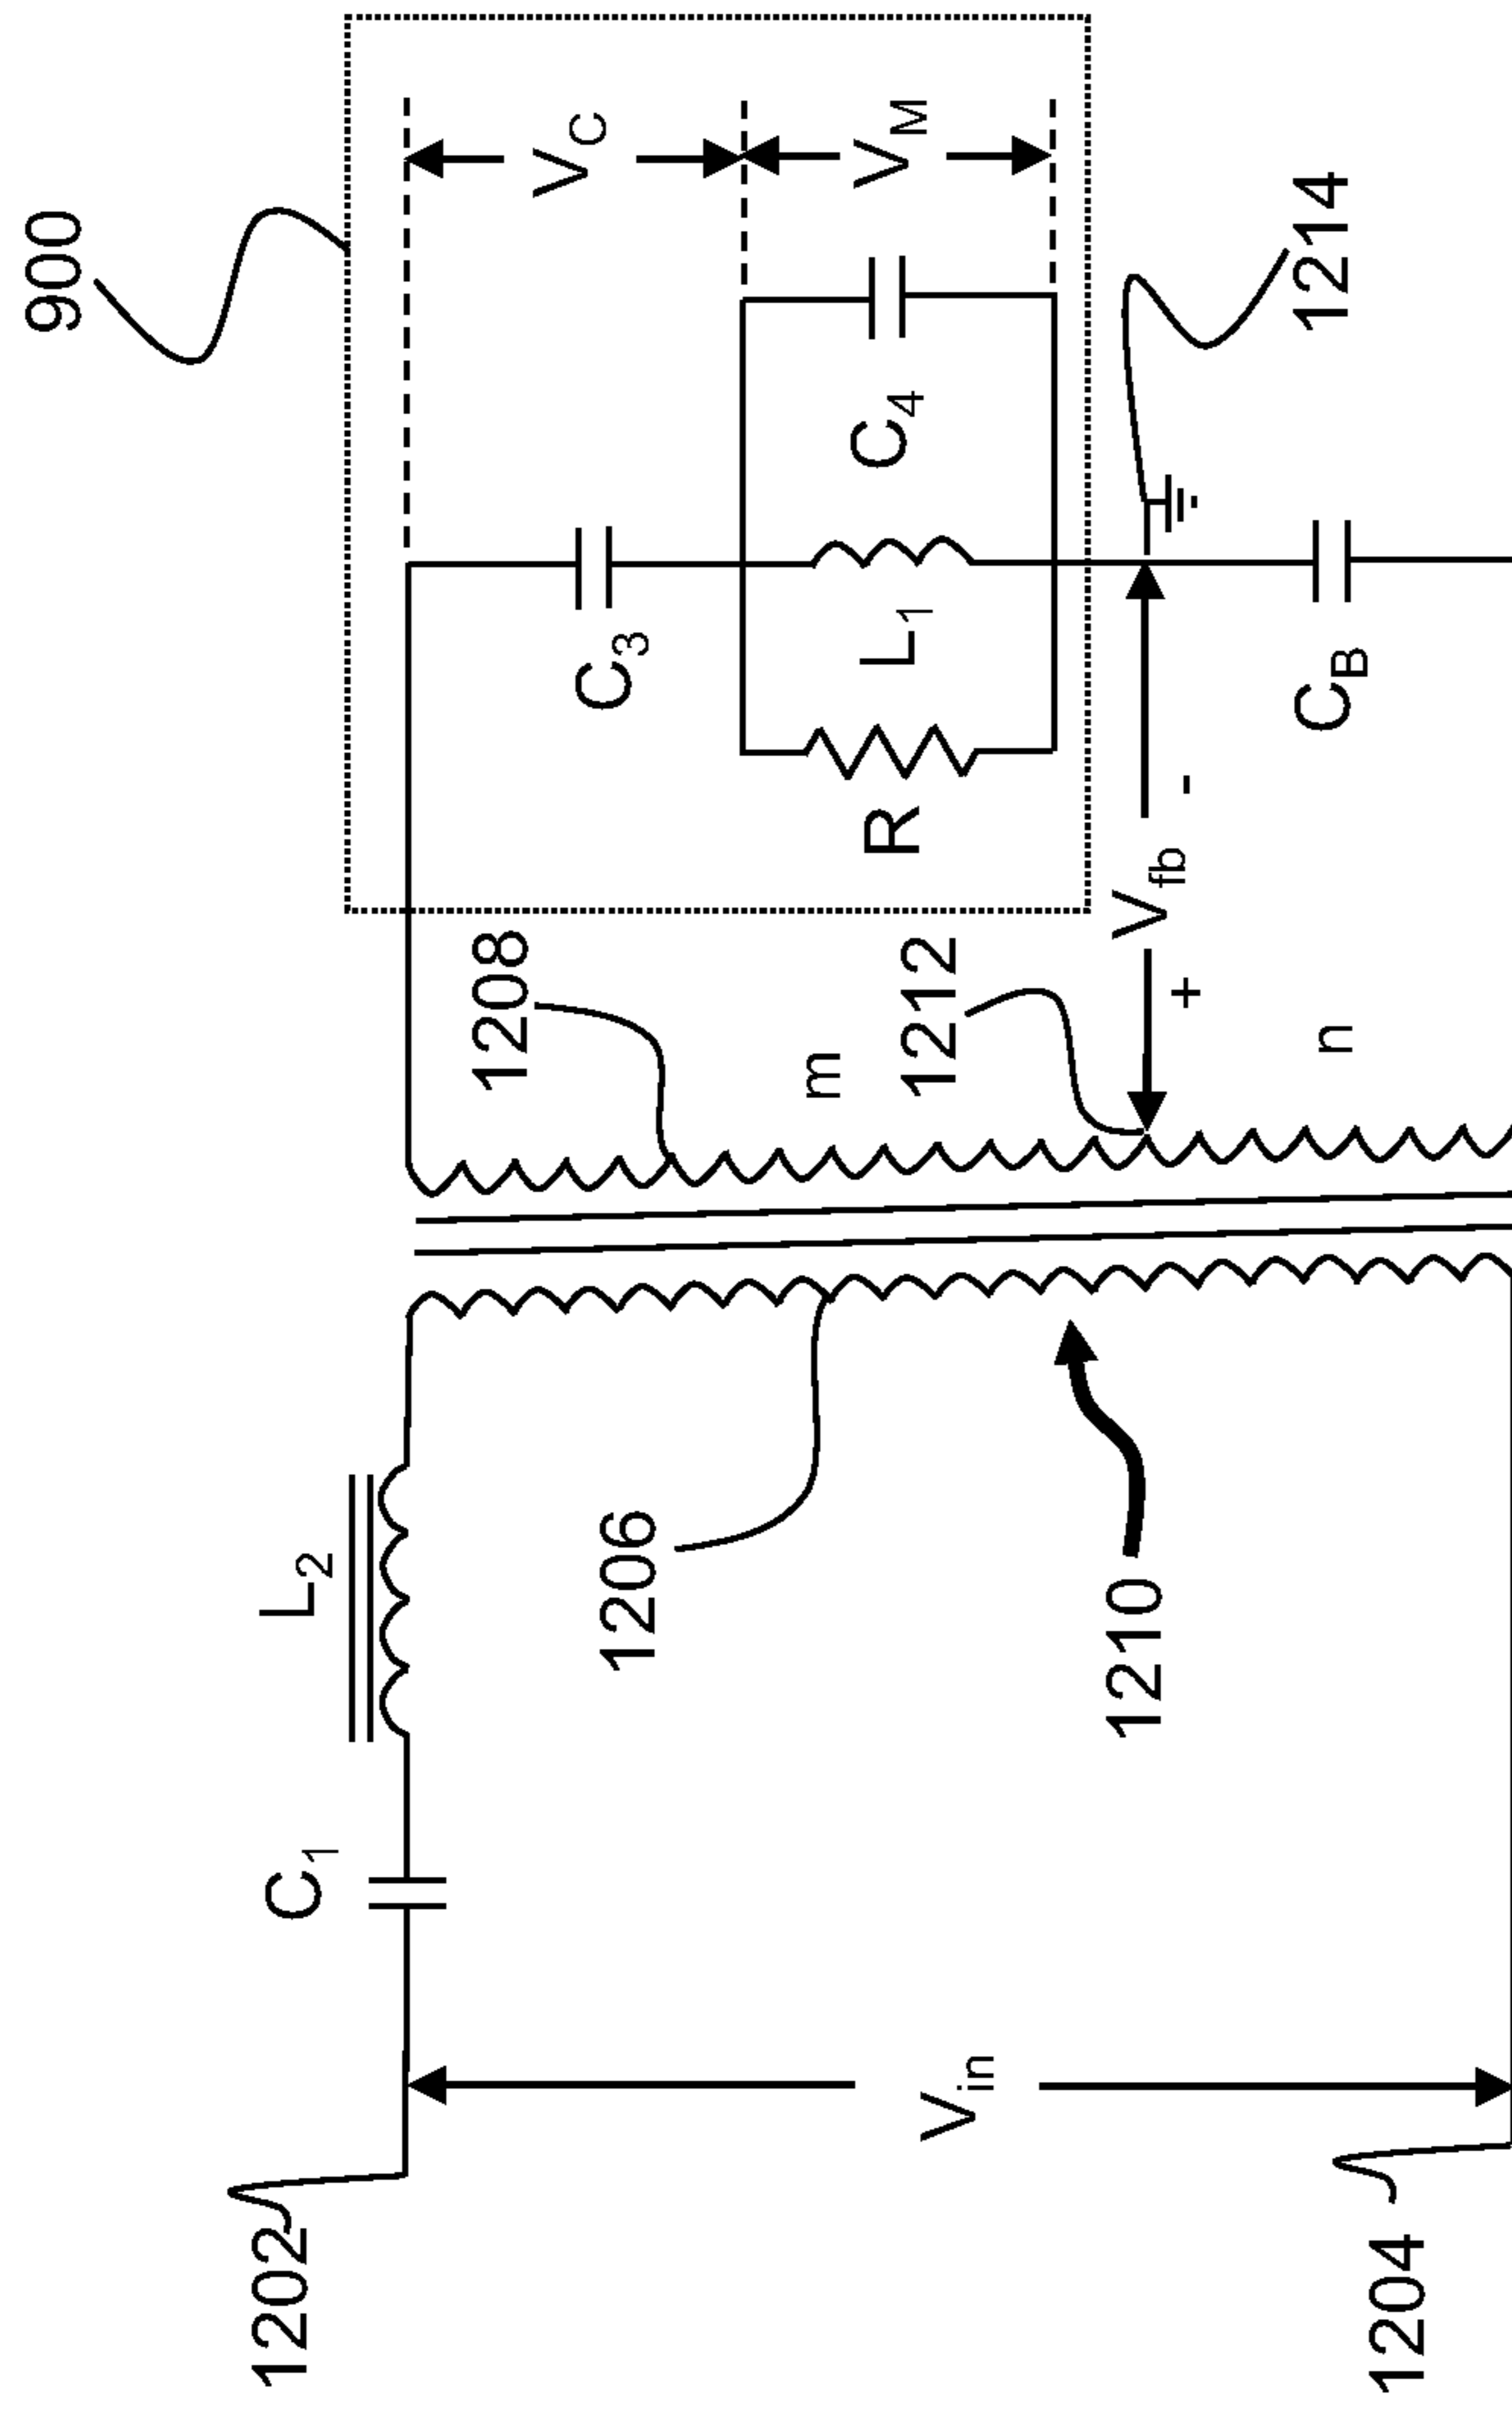 900
V_C
V_M
C_3
C_4
L_1
R
1214
1208
1212
m
V_fb
+
-
C_B
n
L_2
C_1
1206
1210
1202
V_in
1204